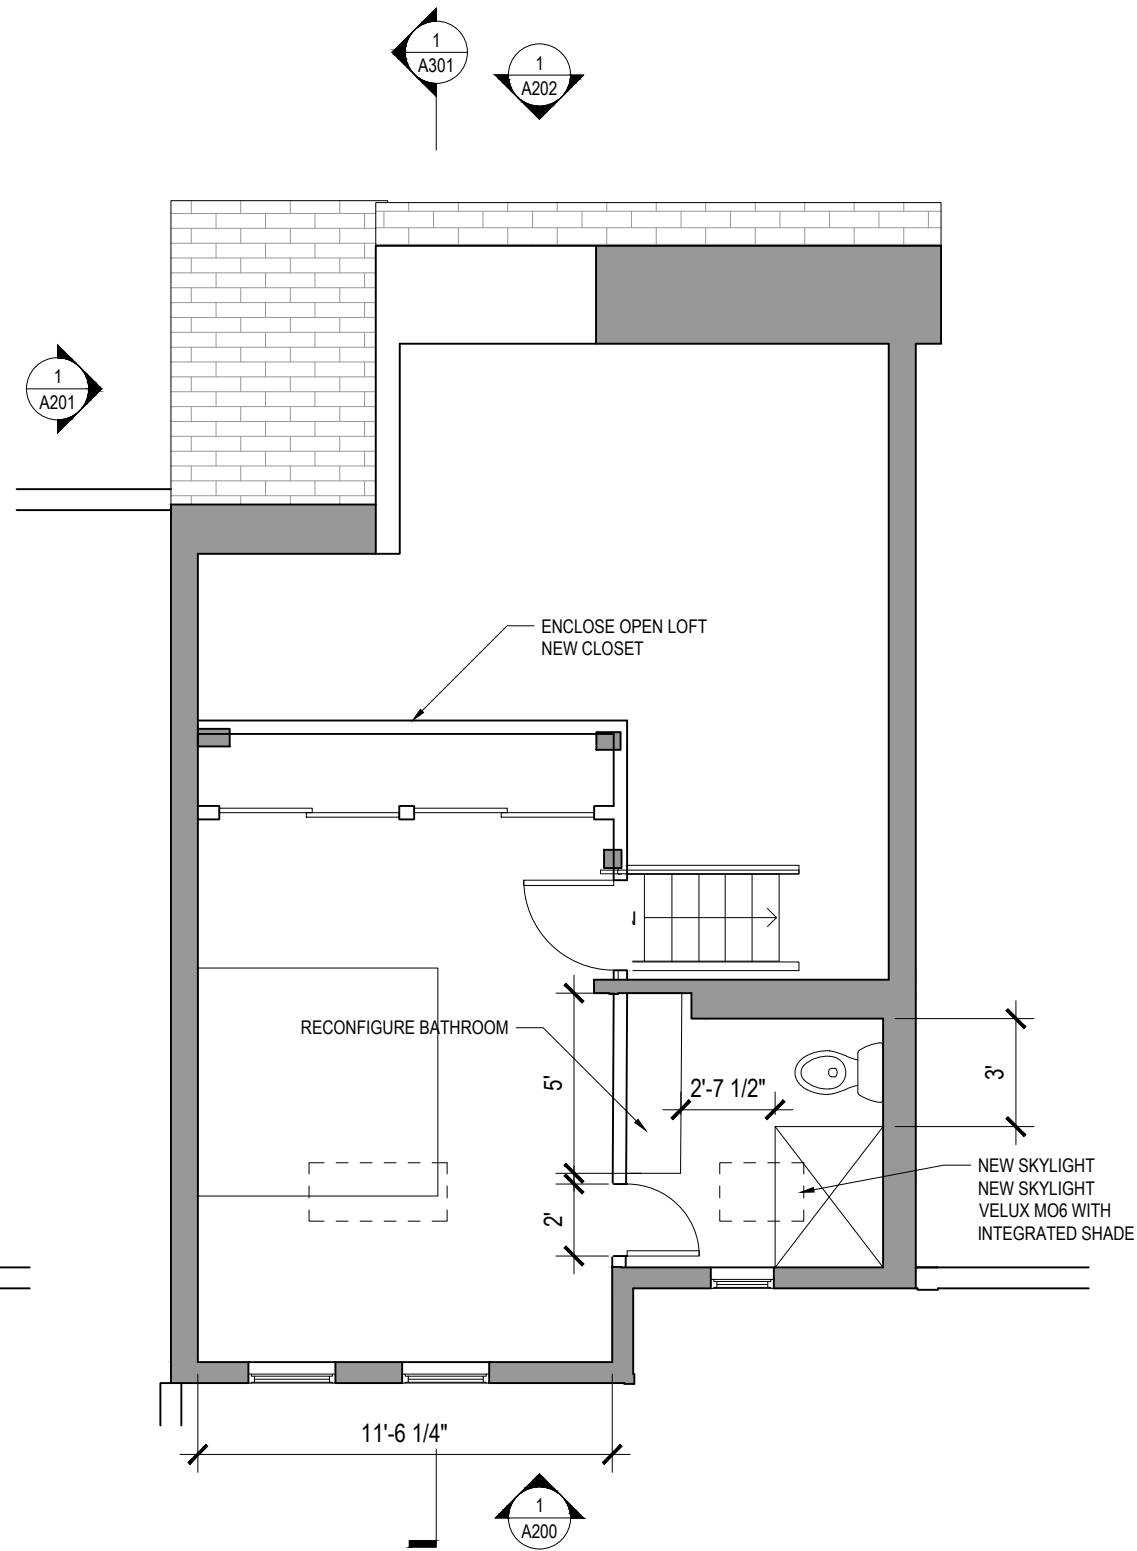 1
A301
1
A202
1
A201
ENCLOSE OPEN LOFT
NEW CLOSET
RECONFIGURE BATHROOM
5'
2'-7 1/2"
3'
NEW SKYLIGHT
NEW SKYLIGHT
VELUX MO6 WITH
INTEGRATED SHADE
2'
11'-6 1/4"
1
A200